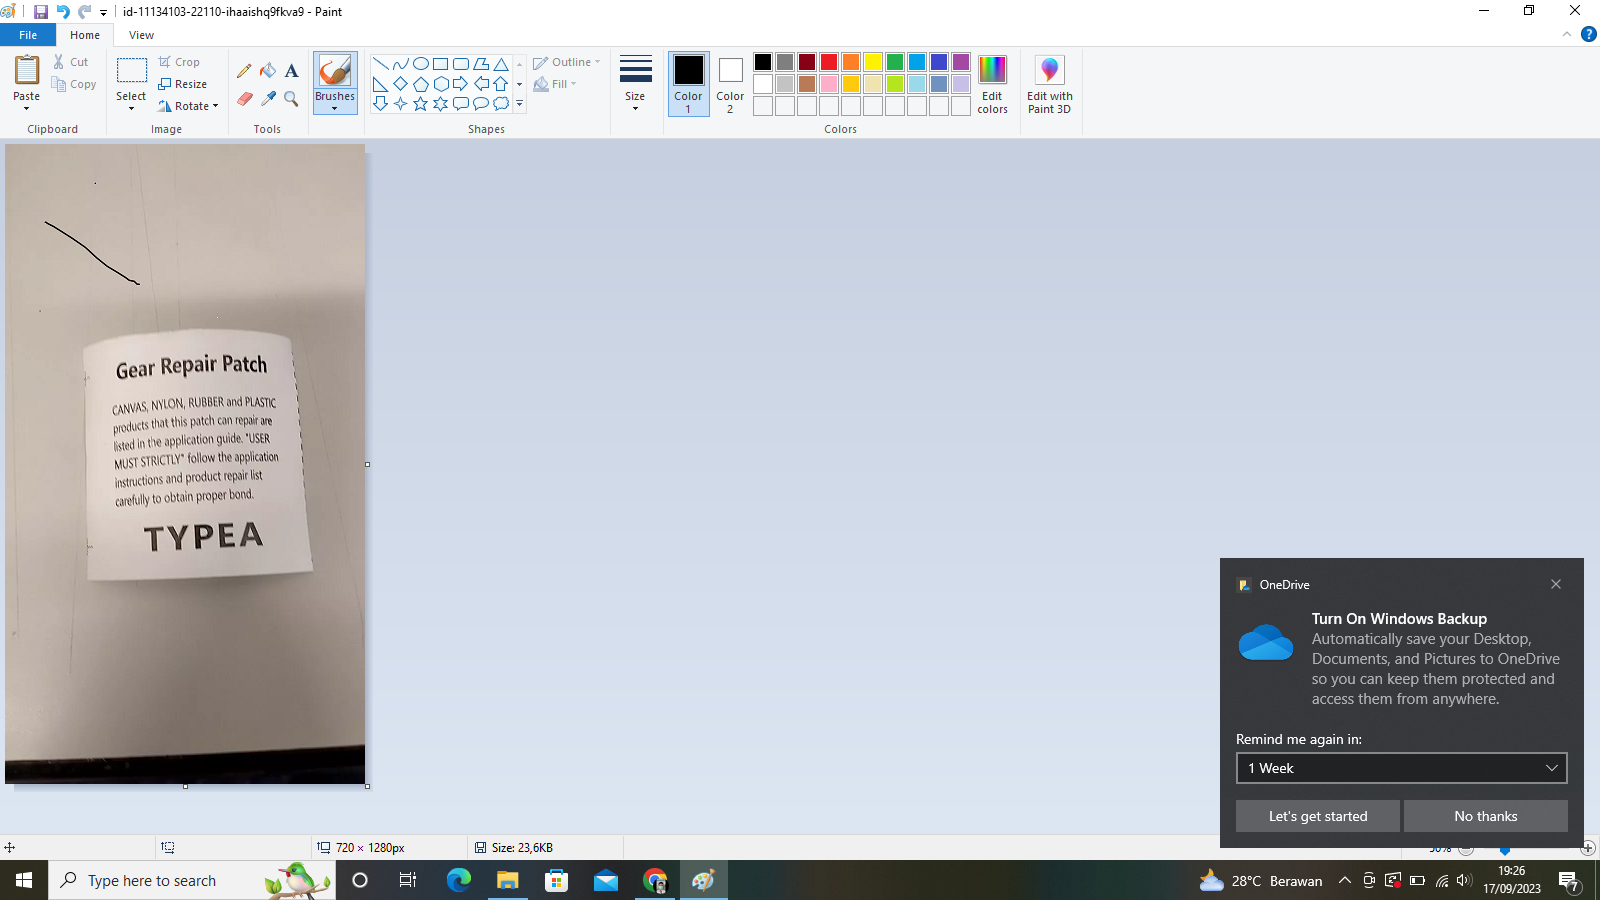 id-11134103-22110-ihaaishq9fkva9 - Paint
File
Home
View
Paste
Cut
Copy
Clipboard
Select
Crop
Resize
Rotate
Image
Tools
Brushes
Shapes
Outline
Fill
Size
Color 1
Color 2
Colors
Edit colors
Edit with Paint 3D
Gear Repair Patch
CANVAS, NYLON, RUBBER and PLASTIC
products that this patch can repair are
listed in the application guide. "USER
MUST STRICTLY" follow the application
instructions and product repair list
carefully to obtain proper bond.
TYPEA
OneDrive
Turn On Windows Backup
Automatically save your Desktop,
Documents, and Pictures to OneDrive
so you can keep them protected and
access them from anywhere.
Remind me again in:
1 Week
Let's get started
No thanks
720 × 1280px
Size: 23,6KB
50%
Type here to search
28°C Berawan
19:26
17/09/2023
7